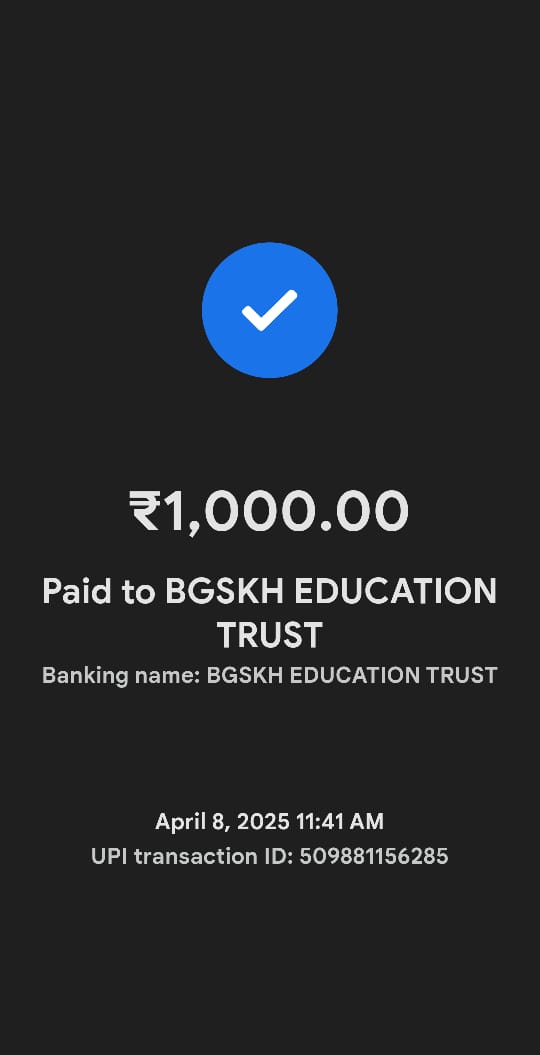 ₹1,000.00
Paid to BGSKH EDUCATION
TRUST
Banking name: BGSKH EDUCATION TRUST
April 8, 2025 11:41 AM
UPI transaction ID: 509881156285